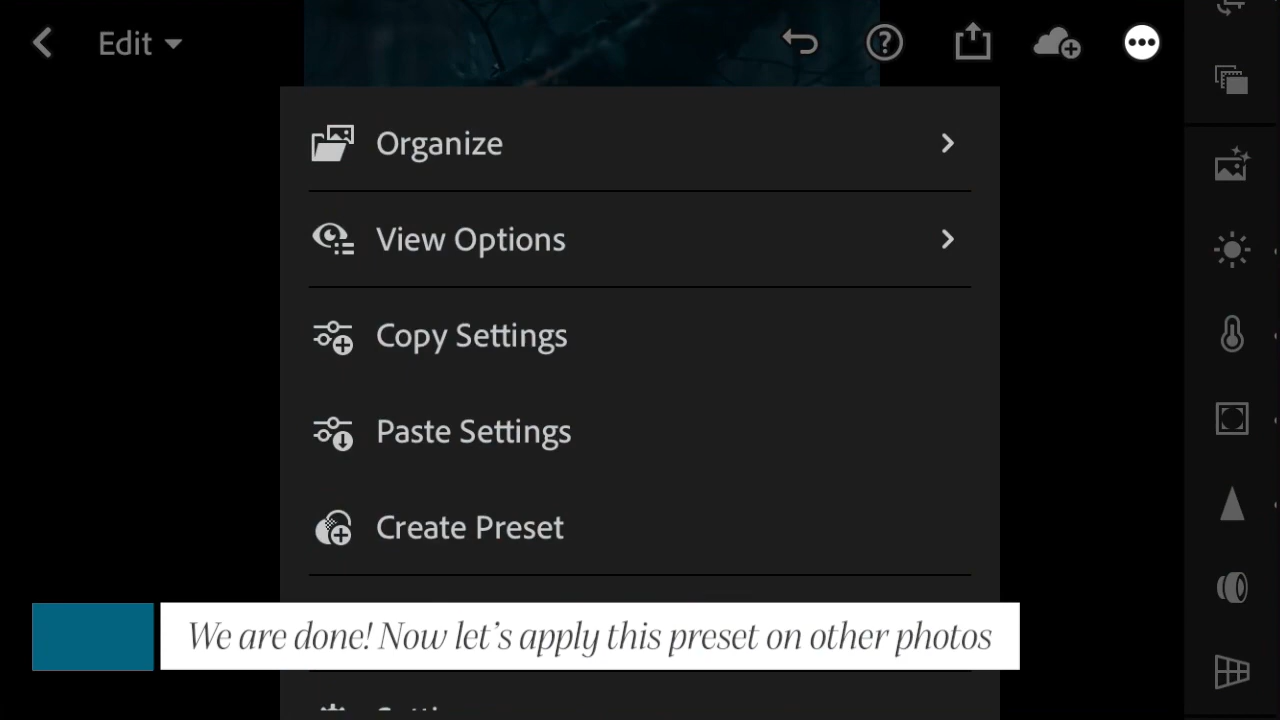 Edit
Organize
View Options
Copy Settings
Paste Settings
Create Preset
We are done! Now let's apply this preset on other photos